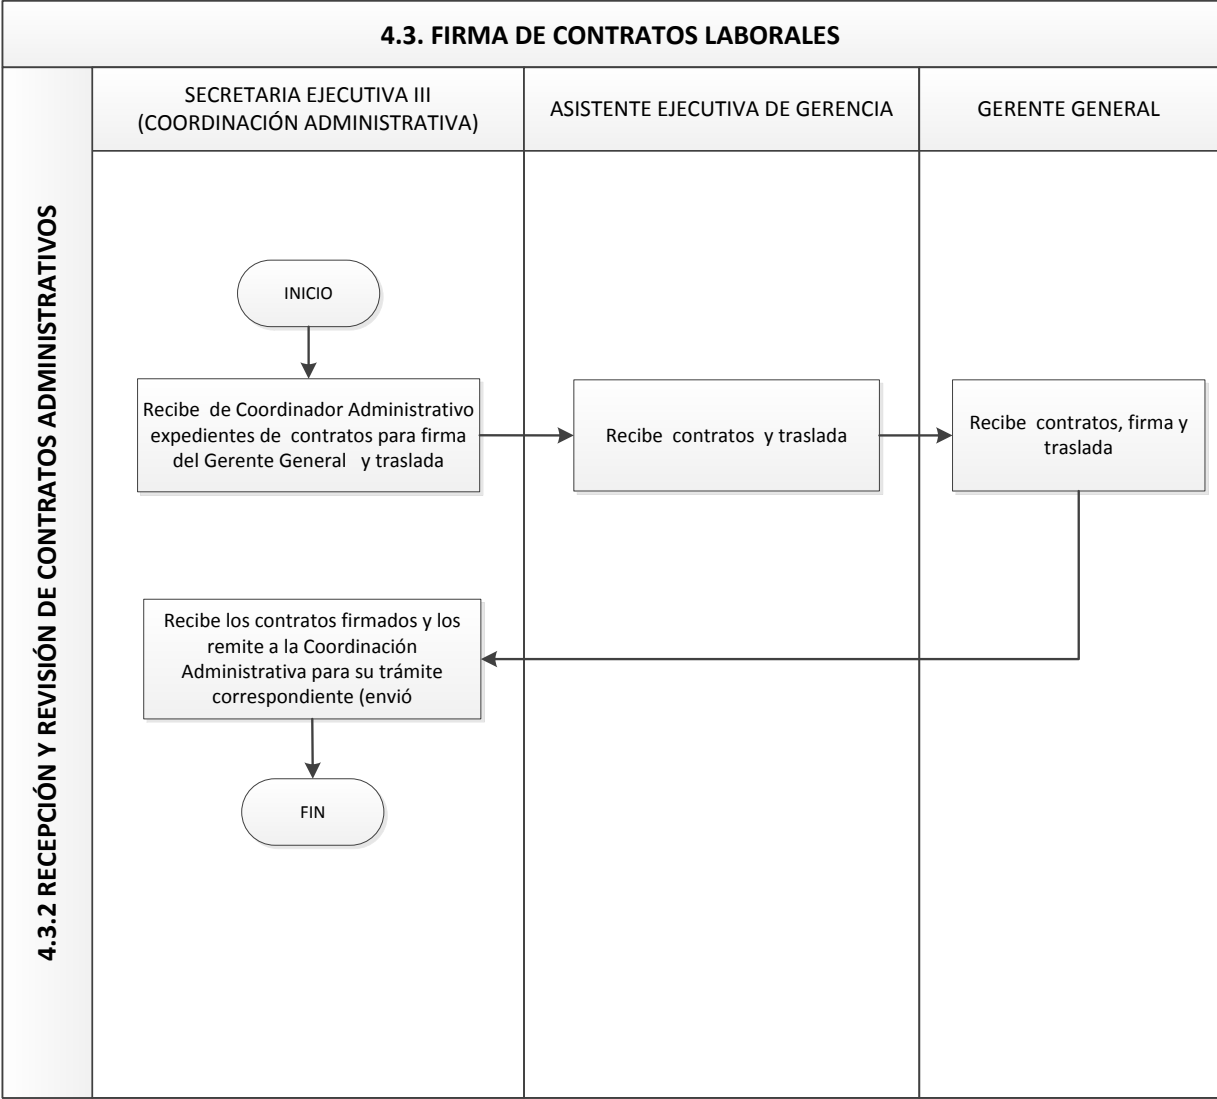 4.3. FIRMA DE CONTRATOS LABORALES
4.3.2 RECEPCIÓN Y REVISIÓN DE CONTRATOS ADMINISTRATIVOS
SECRETARIA EJECUTIVA III
(COORDINACIÓN ADMINISTRATIVA)
ASISTENTE EJECUTIVA DE GERENCIA
GERENTE GENERAL
INICIO
Recibe de Coordinador Administrativo
expedientes de contratos para firma
del Gerente General y traslada
Recibe contratos y traslada
Recibe contratos, firma y
traslada
Recibe los contratos firmados y los
remite a la Coordinación
Administrativa para su trámite
correspondiente (envió
FIN